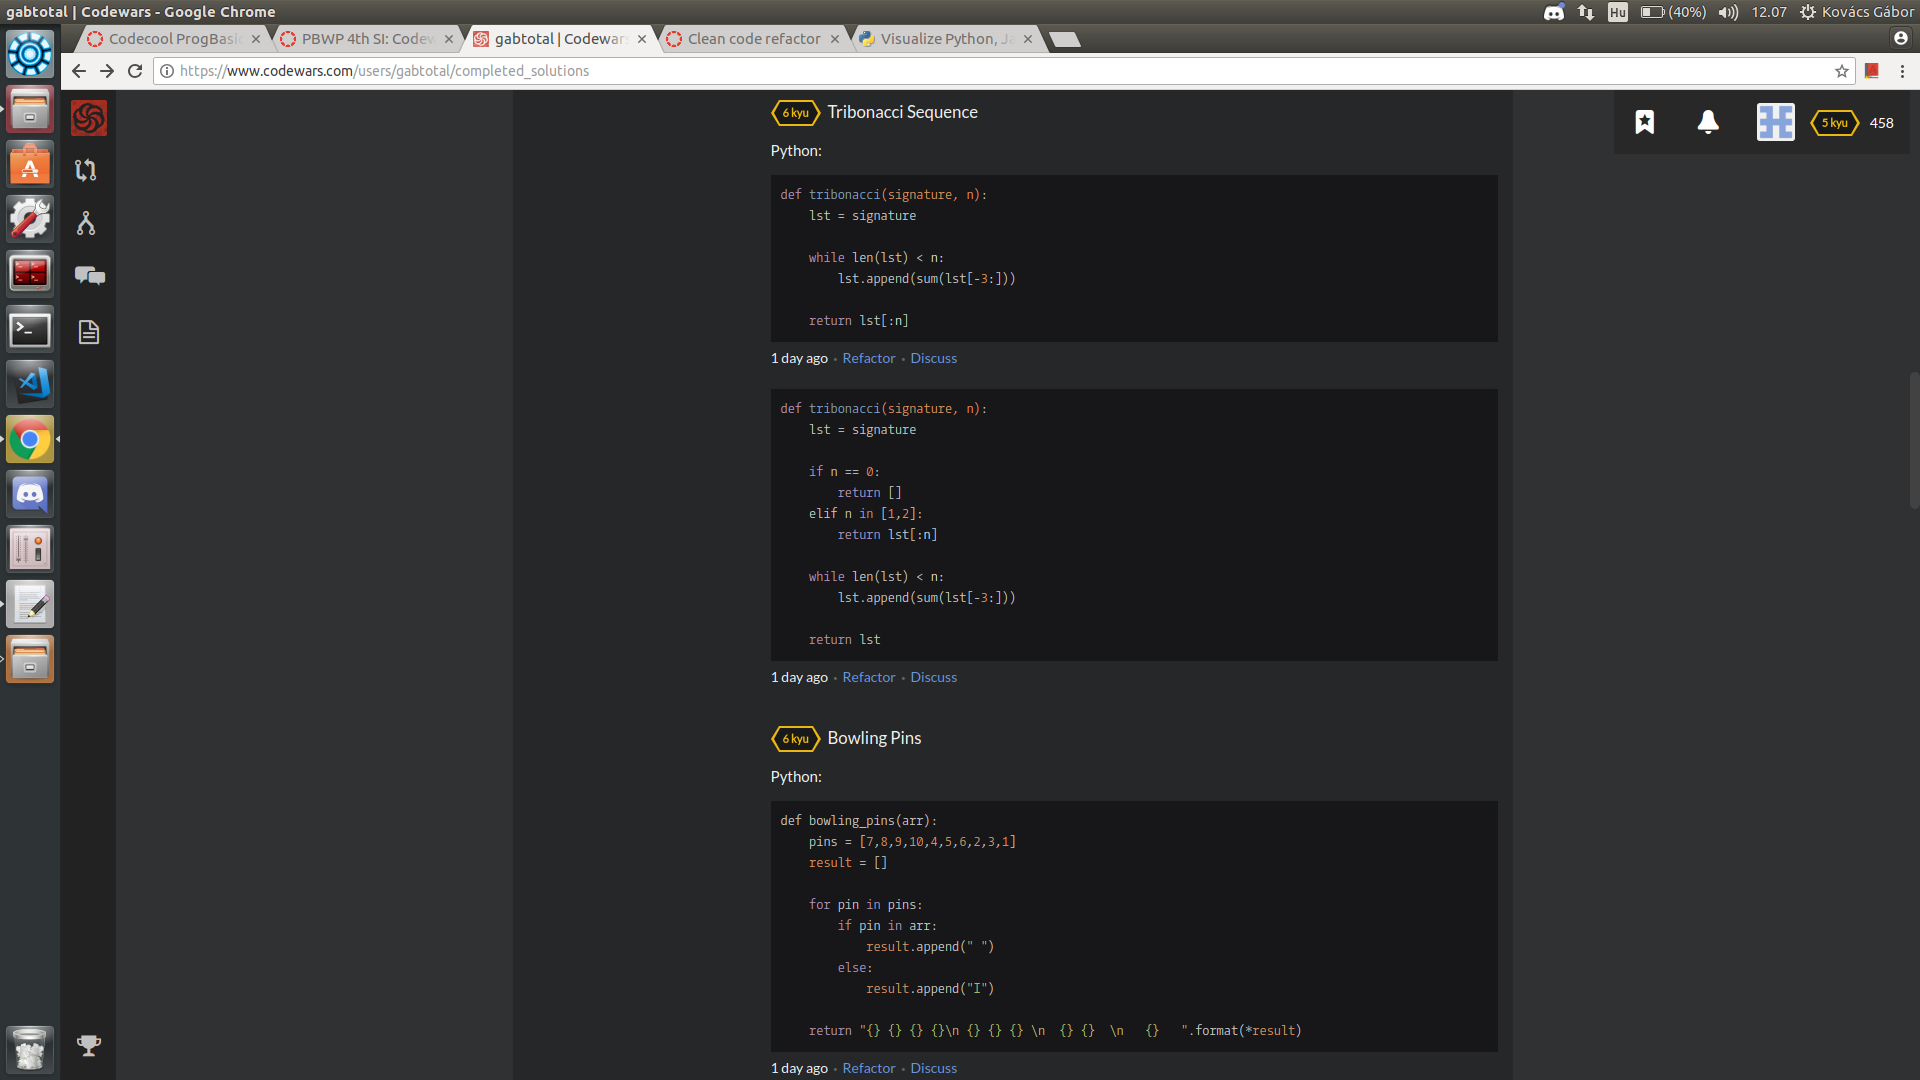 gabtotal | Codewars - Google Chrome
Hu (40%) 12.07 Kovács Gábor
Codecool ProgBasi
PBWP 4th SI: Codew
gabtotal | Codewars
Clean code refactor
Visualize Python, Ja
https://www.codewars.com/users/gabtotal/completed_solutions
6 kyu Tribonacci Sequence
5 kyu 458
Python:
def tribonacci(signature, n):
    lst = signature
    while len(lst) < n:
        lst.append(sum(lst[-3:]))
    return lst[:n]
1 day ago • Refactor • Discuss
def tribonacci(signature, n):
    lst = signature
    if n == 0:
        return []
    elif n in [1,2]:
        return lst[:n]
    while len(lst) < n:
        lst.append(sum(lst[-3:]))
    return lst
1 day ago • Refactor • Discuss
6 kyu Bowling Pins
Python:
def bowling_pins(arr):
    pins = [7,8,9,10,4,5,6,2,3,1]
    result = []
    for pin in pins:
        if pin in arr:
            result.append(" ")
        else:
            result.append("I")
    return "{} {} {} {}\n {} {} {} \n  {} {}  \n   {}   ".format(*result)
1 day ago • Refactor • Discuss